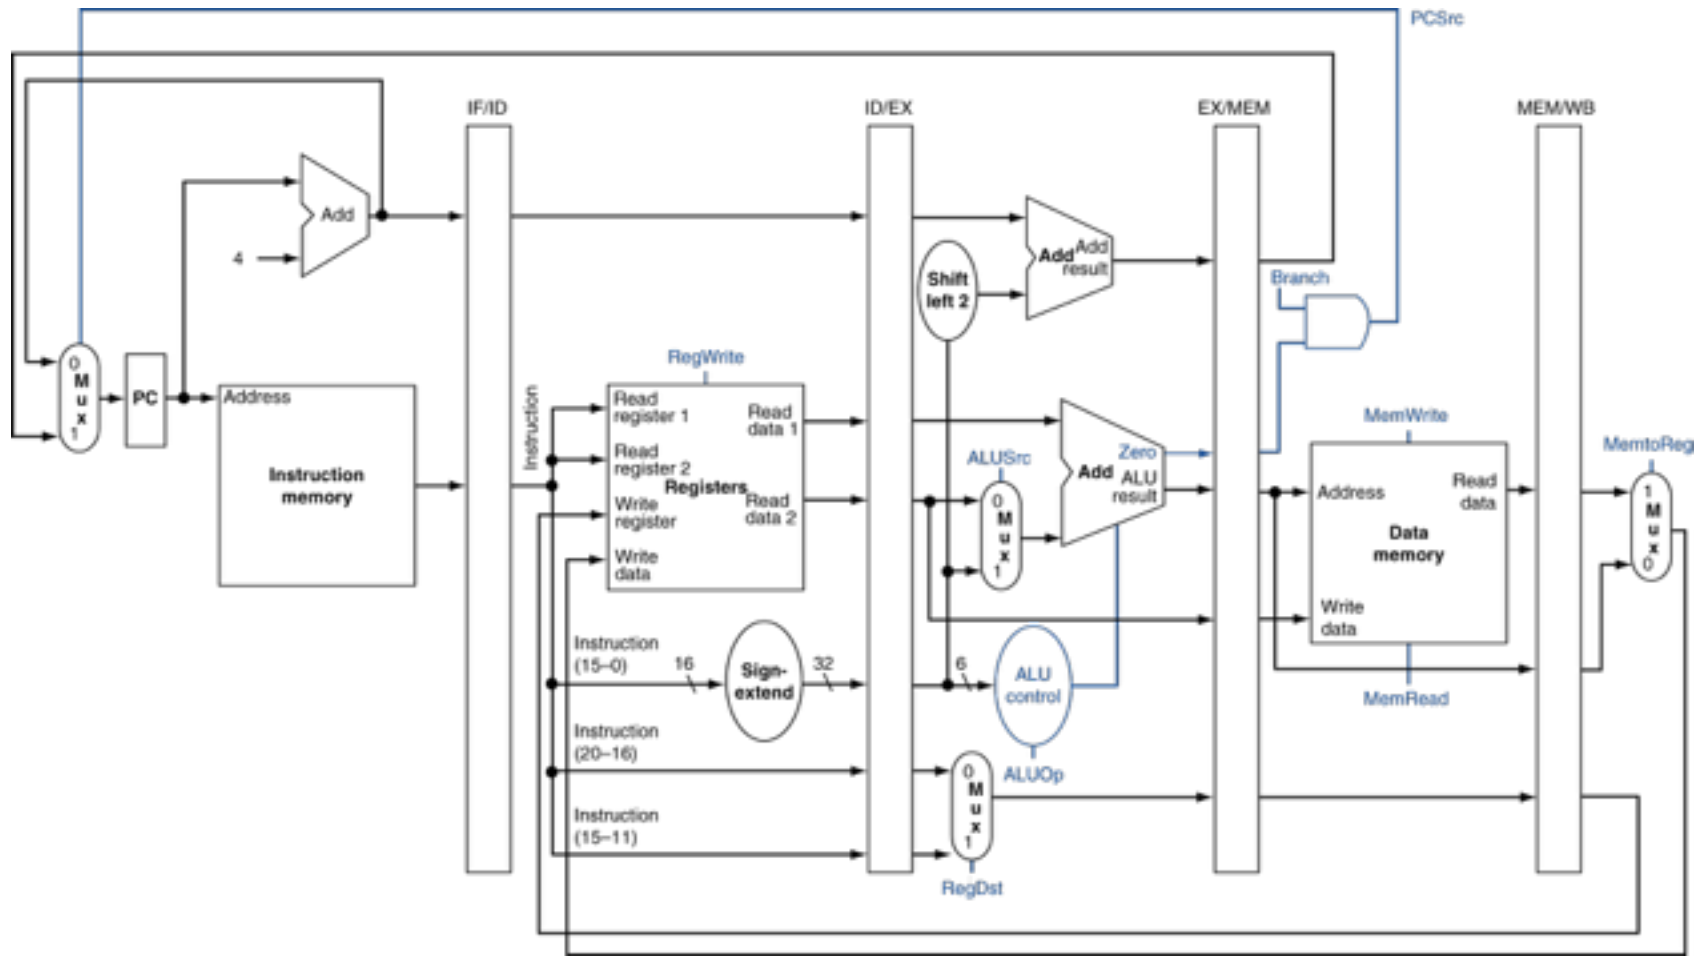 PCSrc
IF/ID
ID/EX
EX/MEM
MEM/WB
Add
4
Add Add
result
Shift
left 2
Branch
0
M
u
x
1
PC
Address
Instruction
memory
Instruction
RegWrite
Read
register 1
Read
register 2
Write
register
Write
data
Registers
Read
data 1
Read
data 2
ALUSrc
0
M
u
x
1
Zero
Add ALU
result
MemWrite
Address
Read
data
Data
memory
Write
data
MemRead
MemtoReg
1
M
u
x
0
Instruction
(15–0)
16
Sign-
extend
32
6
ALU
control
ALUOp
Instruction
(20–16)
Instruction
(15–11)
0
M
u
x
1
RegDst